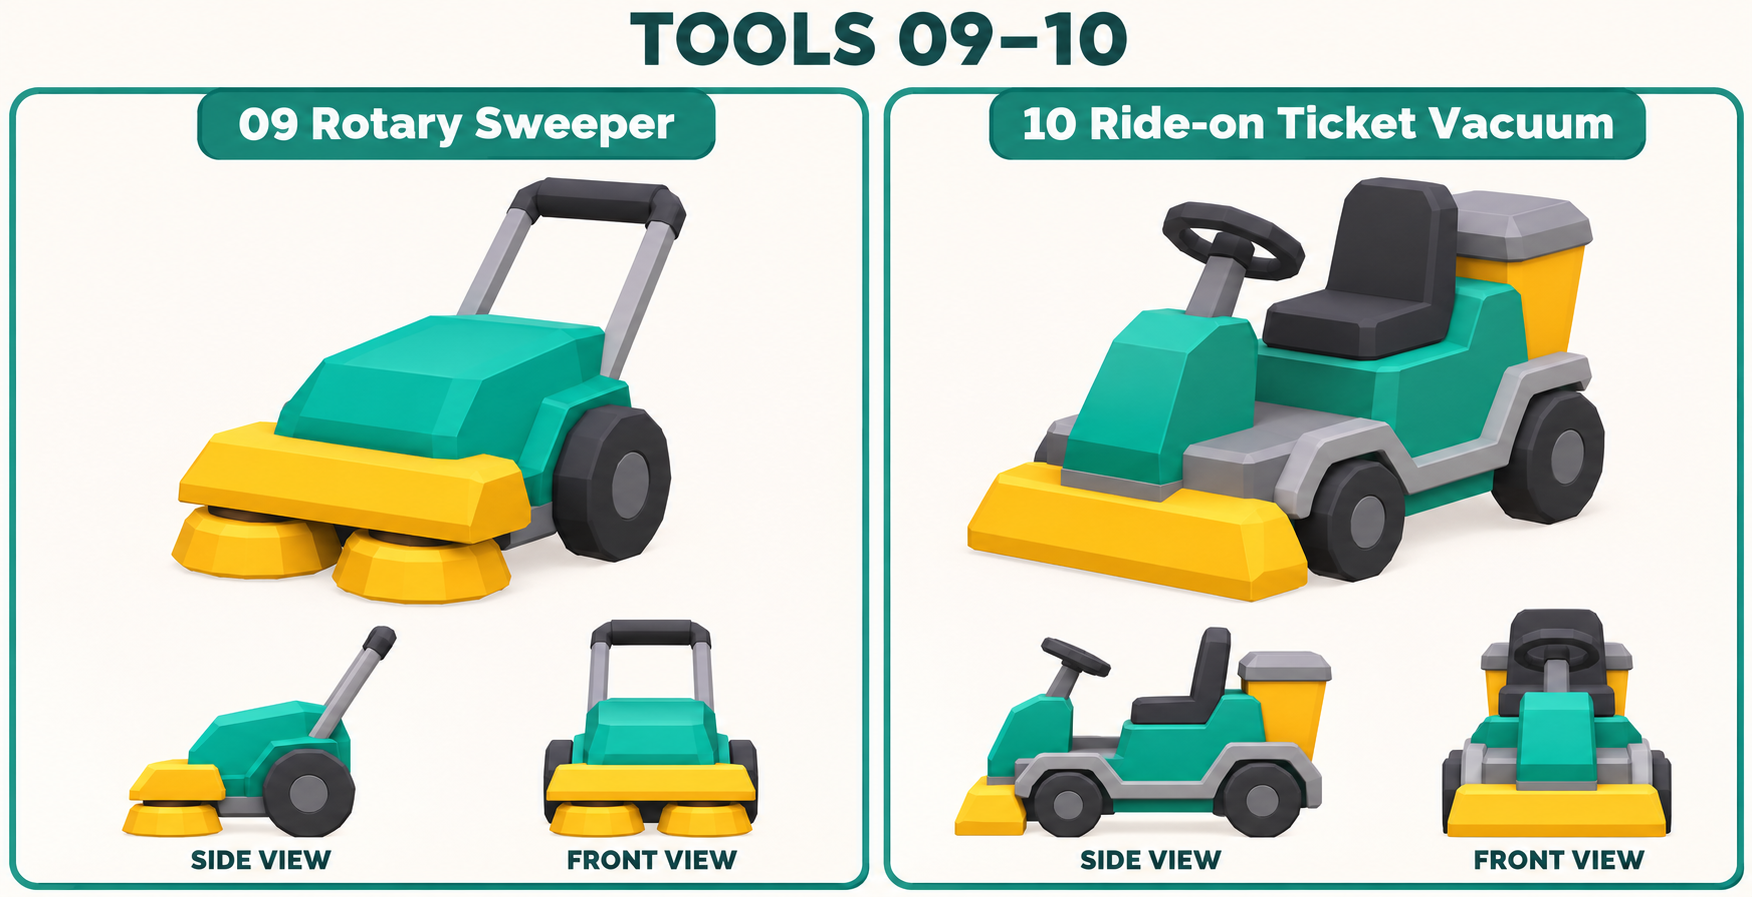 TOOLS 09–10
09 Rotary Sweeper
SIDE VIEW
FRONT VIEW
10 Ride-on Ticket Vacuum
SIDE VIEW
FRONT VIEW